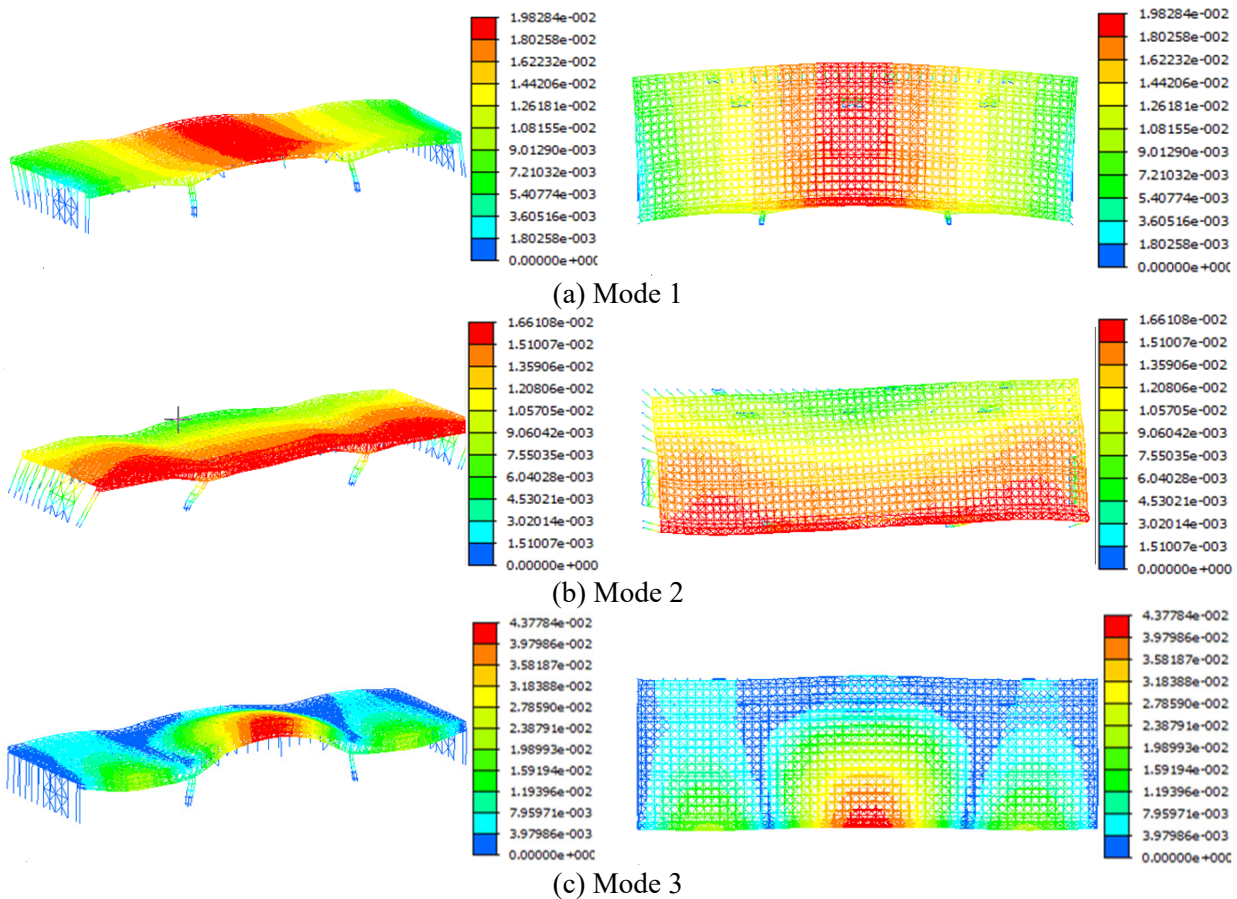 1.98284e-002
1.80258e-002
1.62232e-002
1.44206e-002
1.26181e-002
1.08155e-002
9.01290e-003
7.21032e-003
5.40774e-003
3.60516e-003
1.80258e-003
0.00000e+000
1.98284e-002
1.80258e-002
1.62232e-002
1.44206e-002
1.26181e-002
1.08155e-002
9.01290e-003
7.21032e-003
5.40774e-003
3.60516e-003
1.80258e-003
0.00000e+000
(a) Mode 1
1.66108e-002
1.51007e-002
1.35906e-002
1.20806e-002
1.05705e-002
9.06042e-003
7.55035e-003
6.04028e-003
4.53021e-003
3.02014e-003
1.51007e-003
0.00000e+000
1.66108e-002
1.51007e-002
1.35906e-002
1.20806e-002
1.05705e-002
9.06042e-003
7.55035e-003
6.04028e-003
4.53021e-003
3.02014e-003
1.51007e-003
0.00000e+000
(b) Mode 2
4.37784e-002
3.97986e-002
3.58187e-002
3.18388e-002
2.78590e-002
2.38791e-002
1.98993e-002
1.59194e-002
1.19396e-002
7.95971e-003
3.97986e-003
0.00000e+000
4.37784e-002
3.97986e-002
3.58187e-002
3.18388e-002
2.78590e-002
2.38791e-002
1.98993e-002
1.59194e-002
1.19396e-002
7.95971e-003
3.97986e-003
0.00000e+000
(c) Mode 3